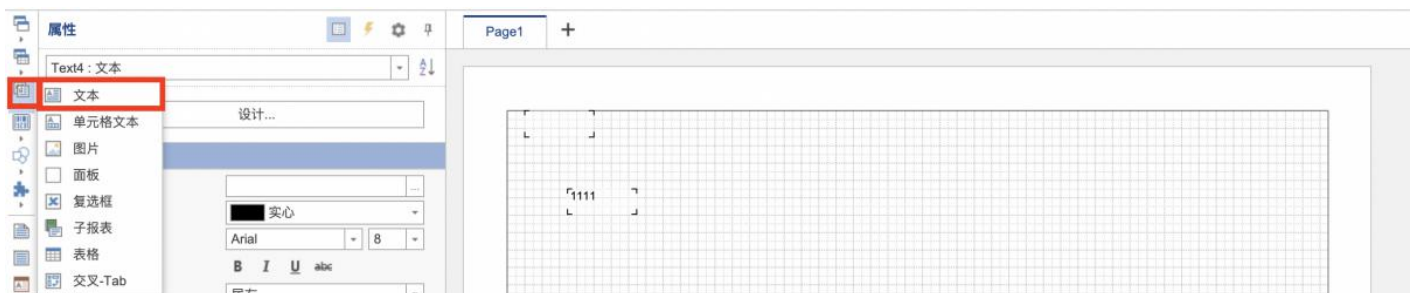 属性
Page1 +
Text4 : 文本
文本
设计...
单元格文本
图片
面板
复选框
实心
子报表
Arial 8
表格
B I U abc
交叉-Tab
1111